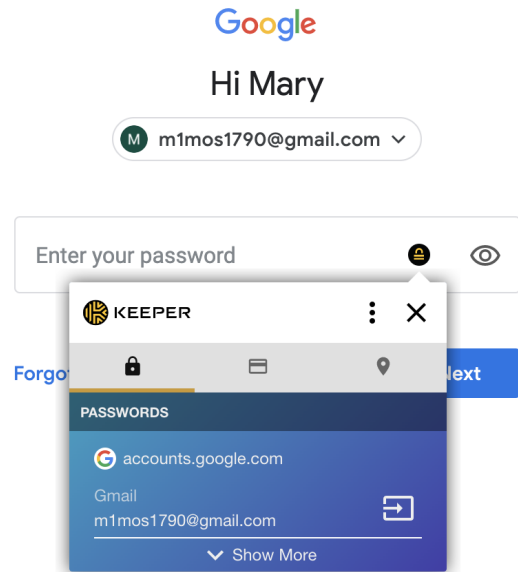 Google
Hi Mary
M m1mos1790@gmail.com
Enter your password
KEEPER
Forgo
Next
PASSWORDS
G accounts.google.com
Gmail
m1mos1790@gmail.com
Show More